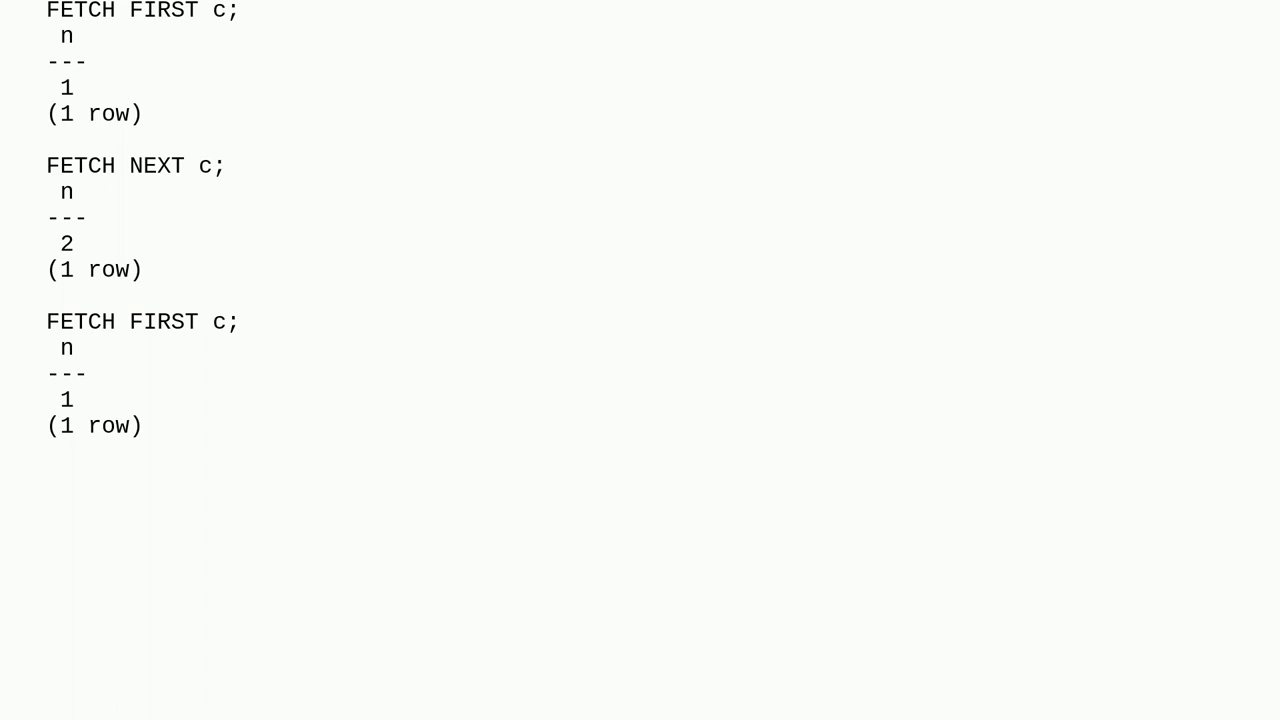 FETCH FIRST c;
 n
---
 1
(1 row)

FETCH NEXT c;
 n
---
 2
(1 row)

FETCH FIRST c;
 n
---
 1
(1 row)